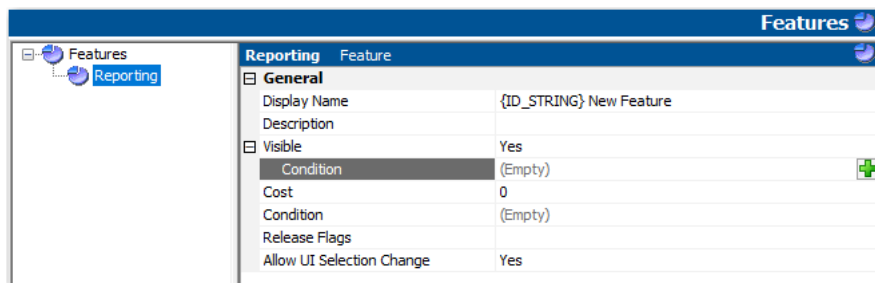 Features
Features
Reporting
Reporting Feature
General
Display Name {ID_STRING} New Feature
Description
Visible Yes
Condition (Empty)
Cost 0
Condition (Empty)
Release Flags
Allow UI Selection Change Yes